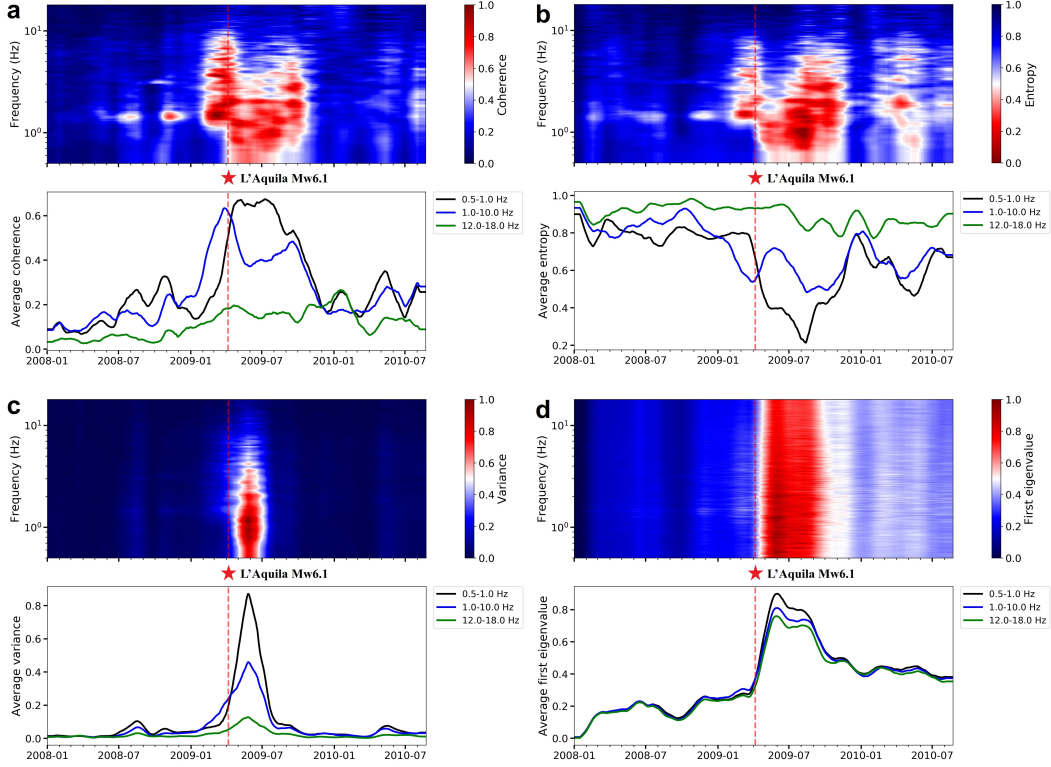 a
Frequency (Hz)
10¹
10⁰
1.0
0.8
0.6
0.4
0.2
0.0
Coherence
L'Aquila Mw6.1
Average coherence
0.6
0.4
0.2
0.0
2008-01 2008-07 2009-01 2009-07 2010-01 2010-07
0.5-1.0 Hz
1.0-10.0 Hz
12.0-18.0 Hz
b
Frequency (Hz)
10¹
10⁰
1.0
0.8
0.6
0.4
0.2
0.0
Entropy
L'Aquila Mw6.1
Average entropy
1.0
0.8
0.6
0.4
0.2
2008-01 2008-07 2009-01 2009-07 2010-01 2010-07
0.5-1.0 Hz
1.0-10.0 Hz
12.0-18.0 Hz
c
Frequency (Hz)
10¹
10⁰
1.0
0.8
0.6
0.4
0.2
0.0
Variance
L'Aquila Mw6.1
Average variance
0.8
0.6
0.4
0.2
0.0
2008-01 2008-07 2009-01 2009-07 2010-01 2010-07
0.5-1.0 Hz
1.0-10.0 Hz
12.0-18.0 Hz
d
Frequency (Hz)
10¹
10⁰
1.0
0.8
0.6
0.4
0.2
0.0
First eigenvalue
L'Aquila Mw6.1
Average first eigenvalue
0.8
0.6
0.4
0.2
0.0
2008-01 2008-07 2009-01 2009-07 2010-01 2010-07
0.5-1.0 Hz
1.0-10.0 Hz
12.0-18.0 Hz